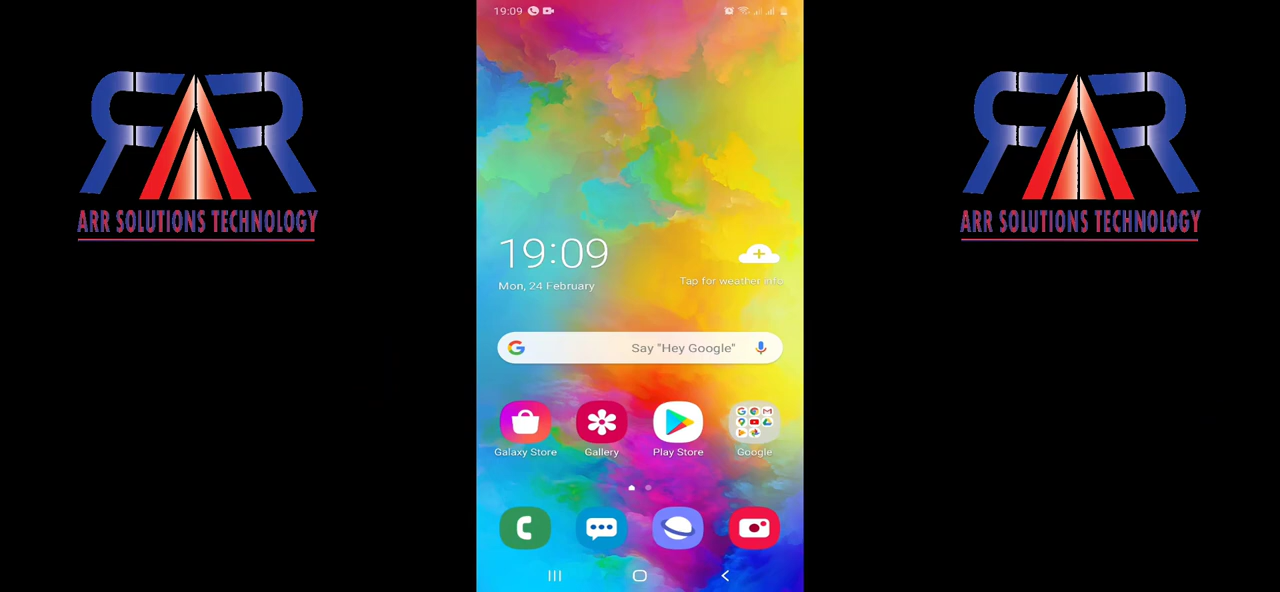 19:09
ARR SOLUTIONS TECHNOLOGY
ARR SOLUTIONS TECHNOLOGY
19:09
Mon, 24 February
Tap for weather info
Say "Hey Google"
Galaxy Store
Gallery
Play Store
Google